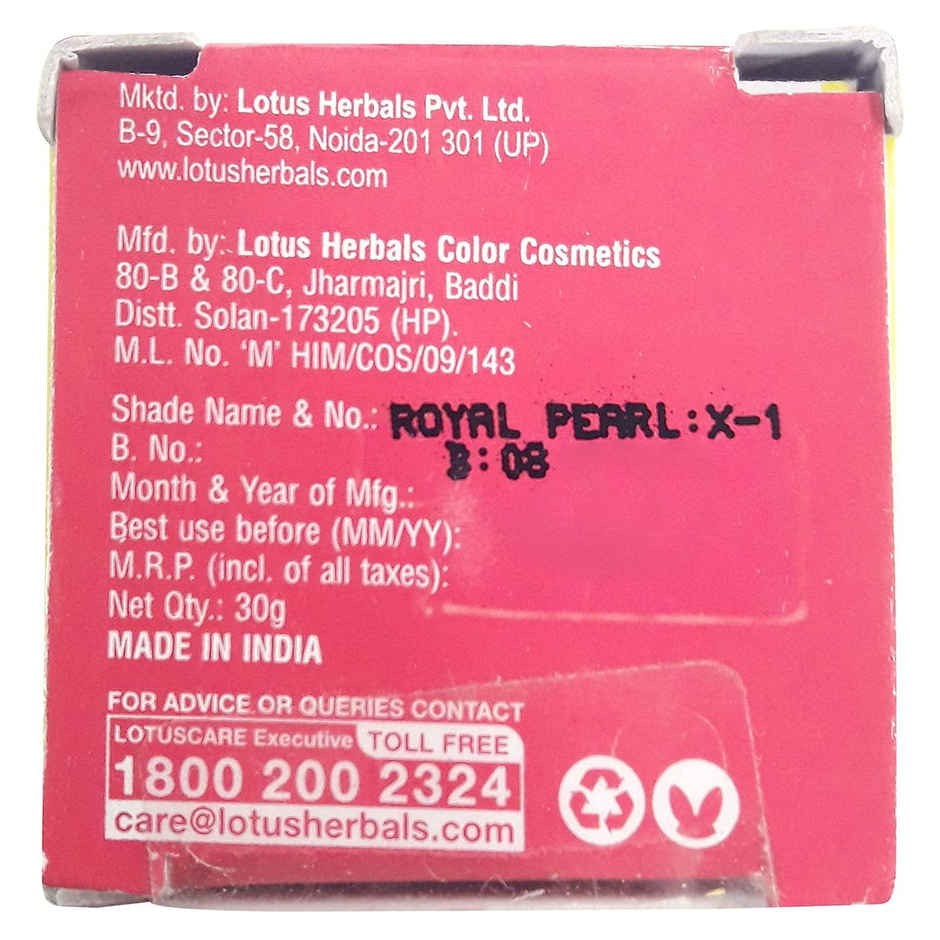 Mktd. by: Lotus Herbals Pvt. Ltd.
B-9, Sector-58, Noida-201 301 (UP)
www.lotusherbals.com
Mfd. by: Lotus Herbals Color Cosmetics
80-B & 80-C, Jharmajri, Baddi
Distt. Solan-173205 (HP).
M.L. No. ‘M’ HIM/COS/09/143
Shade Name & No.: ROYAL PEARL:X-1
B. No.: B:08
Month & Year of Mfg.:
Best use before (MM/YY):
M.R.P. (incl. of all taxes):
Net Qty.: 30g
MADE IN INDIA
FOR ADVICE OR QUERIES CONTACT
LOTUSCARE Executive TOLL FREE
1800 200 2324
care@lotusherbals.com